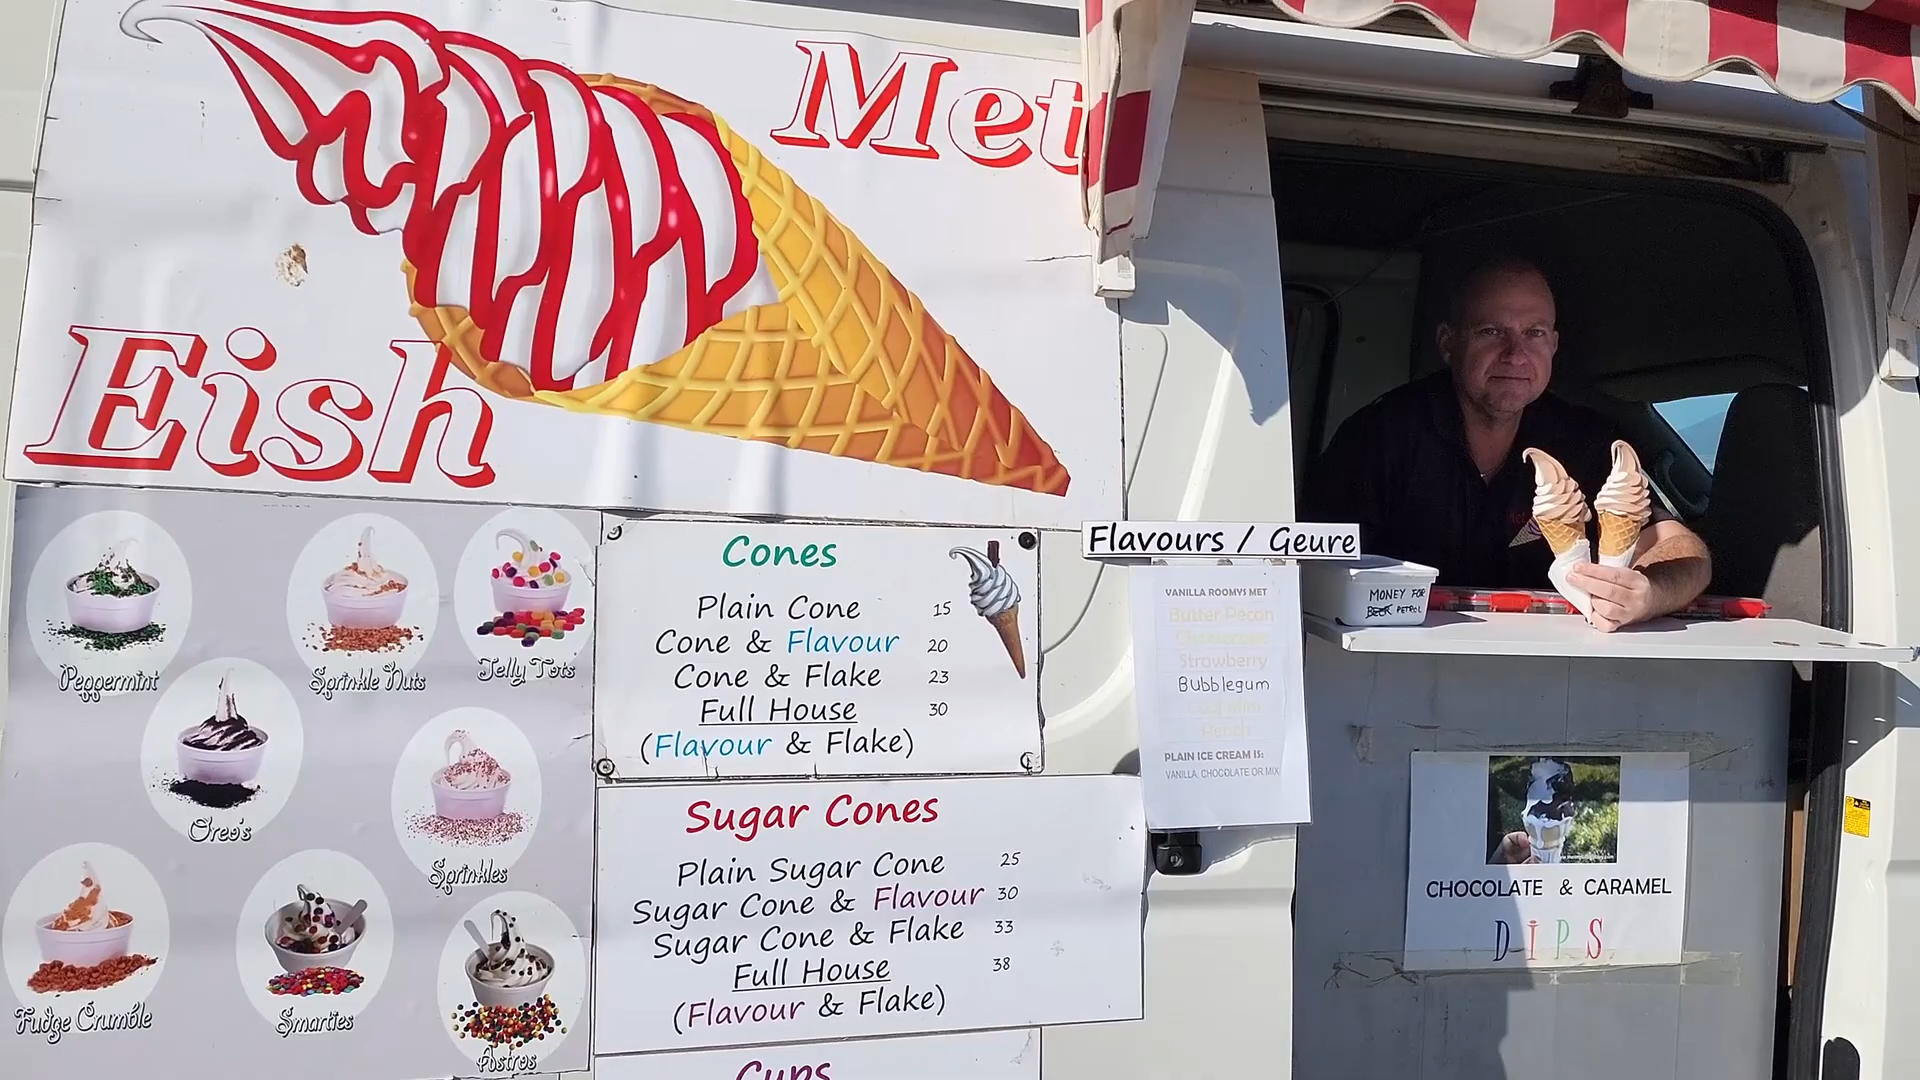 Met
Eish
Peppermint
Sprinkle Nuts
Jelly Tots
Oreo's
Sprinkles
Fudge Crumble
Smarties
Astros
Cones
Plain Cone 15
Cone & Flavour 20
Cone & Flake 23
Full House 30
(Flavour & Flake)
Sugar Cones
Plain Sugar Cone 25
Sugar Cone & Flavour 30
Sugar Cone & Flake 33
Full House 38
(Flavour & Flake)
Cups
Flavours / Geure
VANILLA ROOMYS MET
Butter Pecan
Strawberry
Bubblegum
Cool Mint
Peach
PLAIN ICE CREAM IS:
VANILLA, CHOCOLATE OR MIX
MONEY FOR
BEER PETROL
CHOCOLATE & CARAMEL
DIPS